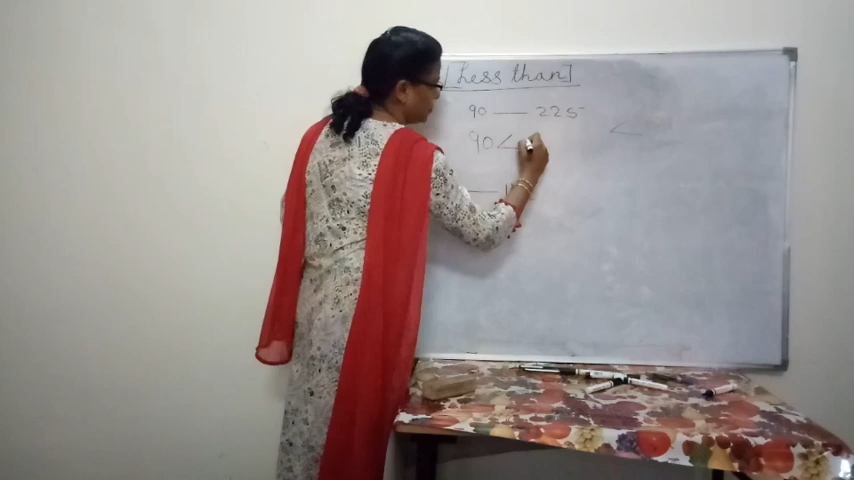 [Less than]
90 —— 225
<
90 <